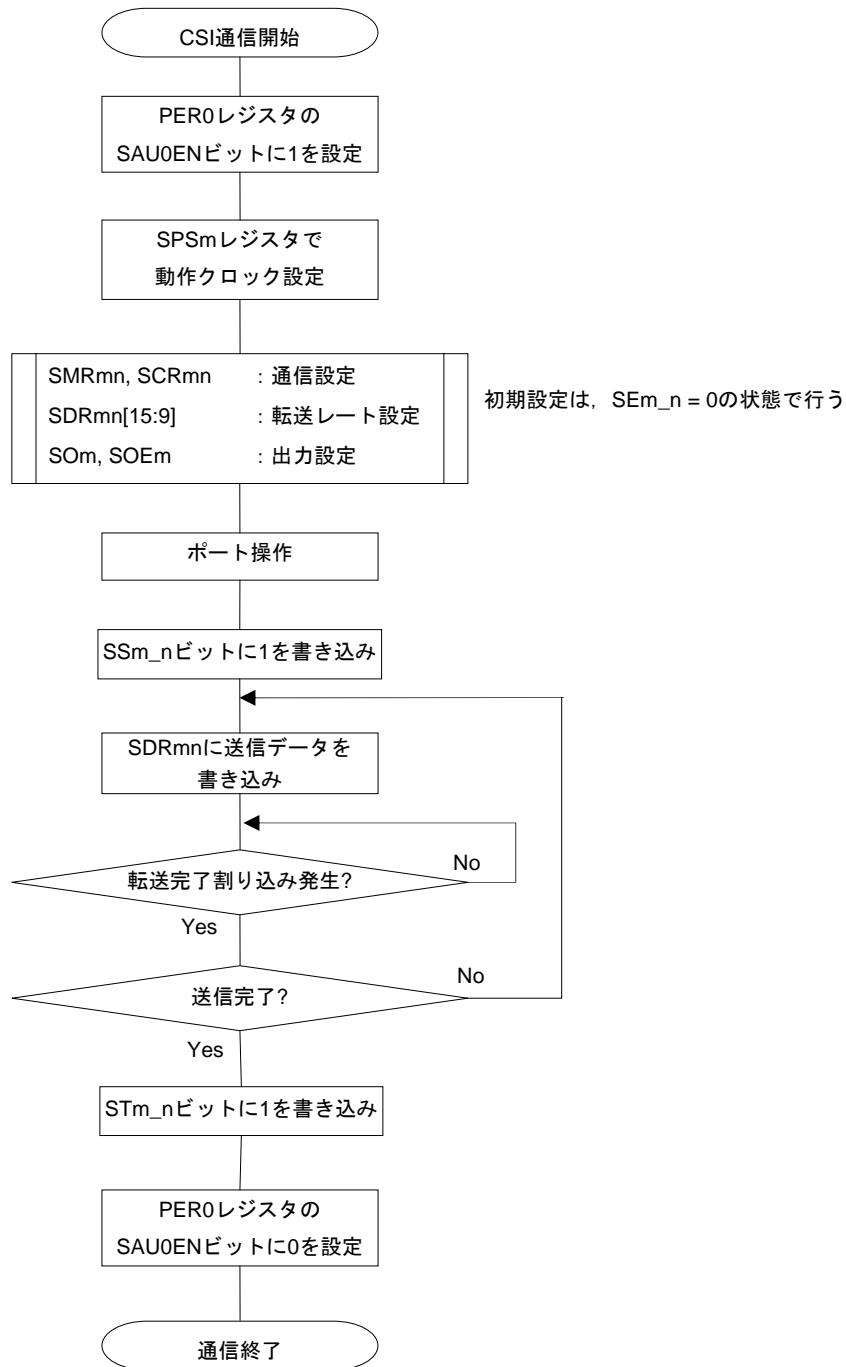 CSI通信開始
PER0レジスタの
SAU0ENビットに1を設定
SPSmレジスタで
動作クロック設定
SMRmn, SCRmn : 通信設定
SDRmn[15:9] : 転送レート設定
SOm, SOEm : 出力設定
初期設定は，SEm_n = 0の状態で行う
ポート操作
SSm_nビットに1を書き込み
SDRmnに送信データを
書き込み
転送完了割り込み発生?
No
Yes
送信完了?
No
Yes
STm_nビットに1を書き込み
PER0レジスタの
SAU0ENビットに0を設定
通信終了